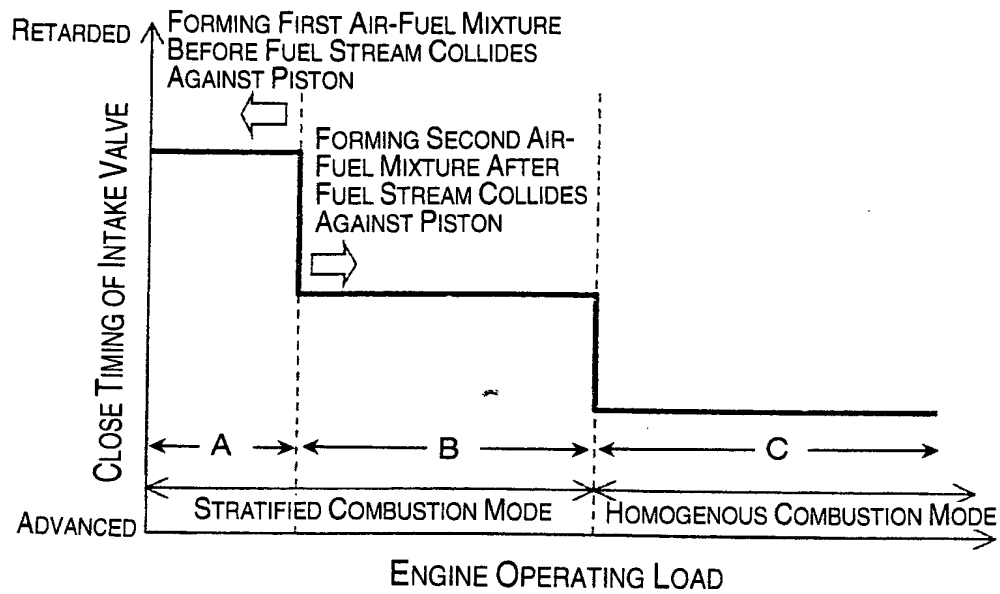 RETARDED
FORMING FIRST AIR-FUEL MIXTURE
BEFORE FUEL STREAM COLLIDES
AGAINST PISTON
FORMING SECOND AIR-
FUEL MIXTURE AFTER
FUEL STREAM COLLIDES
AGAINST PISTON
CLOSE TIMING OF INTAKE VALVE
A
B
C
STRATIFIED COMBUSTION MODE
HOMOGENOUS COMBUSTION MODE
ADVANCED
ENGINE OPERATING LOAD